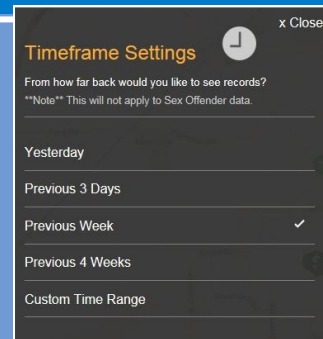 x Close
Timeframe Settings
From how far back would you like to see records?
**Note** This will not apply to Sex Offender data.
Yesterday
Previous 3 Days
Previous Week
Previous 4 Weeks
Custom Time Range